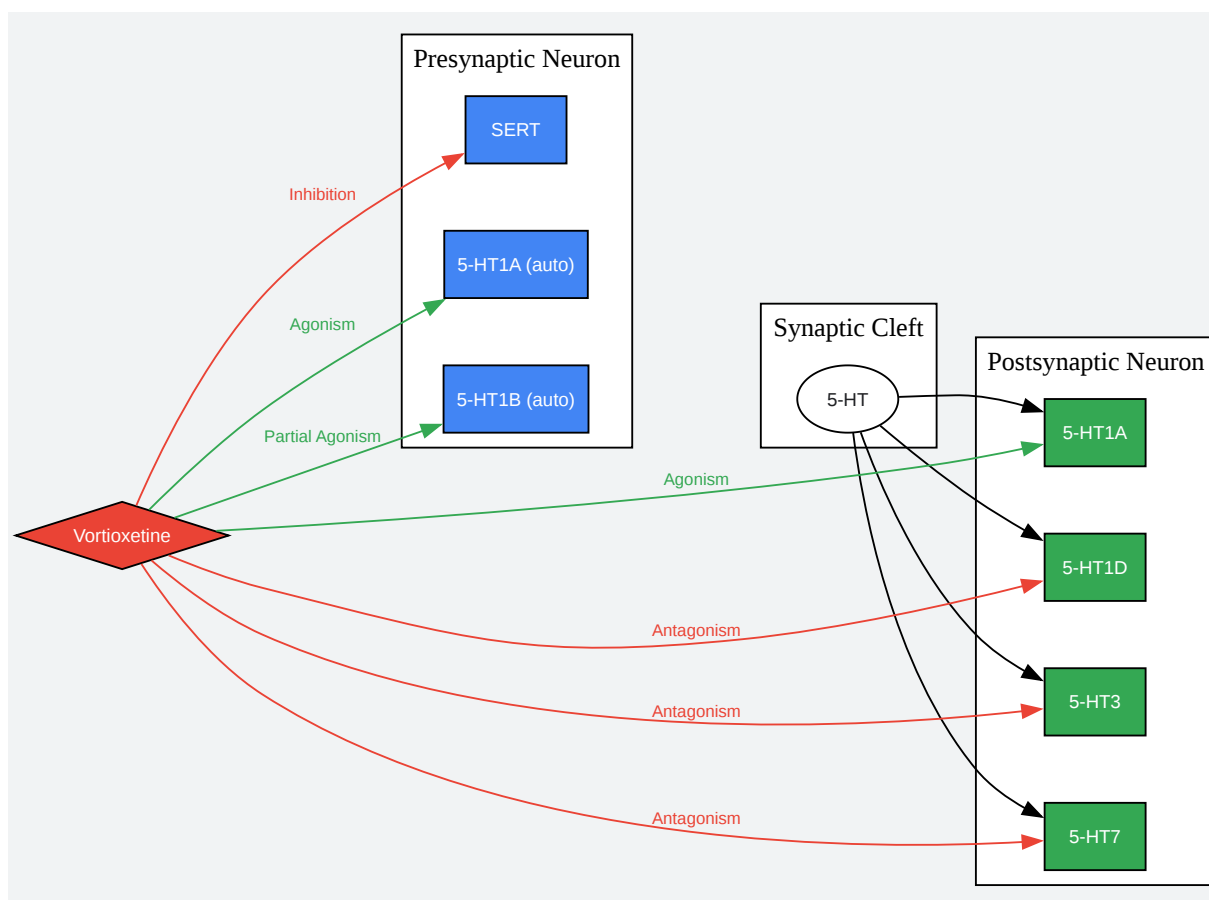 Presynaptic Neuron
SERT
Inhibition
5-HT1A (auto)
Agonism
5-HT1B (auto)
Partial Agonism
Synaptic Cleft
5-HT
Postsynaptic Neuron
5-HT1A
Agonism
Vortioxetine
5-HT1D
Antagonism
5-HT3
Antagonism
5-HT7
Antagonism